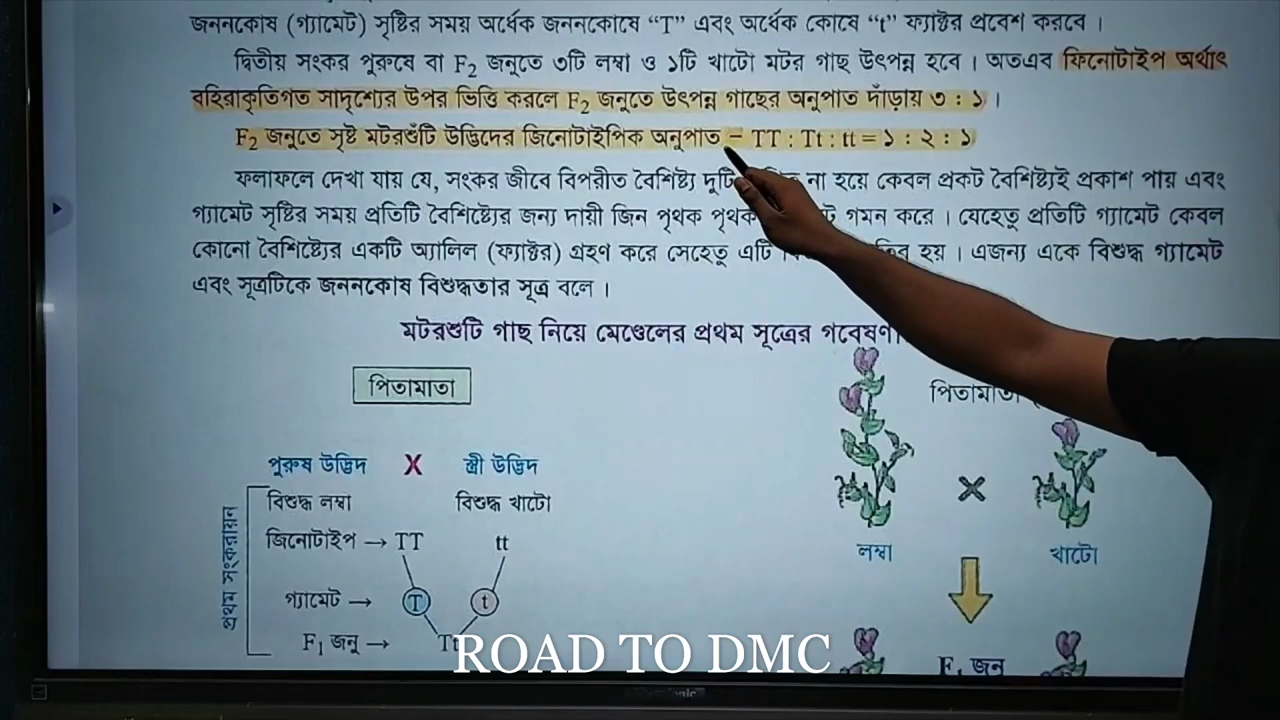 জননকোষ (গ্যামেট) সৃষ্টির সময় অর্ধেক জননকোষে “T” এবং অর্ধেক কোষে “t” ফ্যাক্টর প্রবেশ করবে ।
দ্বিতীয় সংকর পুরুষে বা F₂ জনুতে ৩টি লম্বা ও ১টি খাটো মটর গাছ উৎপন্ন হবে । অতএব ফিনোটাইপ অর্থাৎ
বহিরাকৃতিগত সাদৃশ্যের উপর ভিত্তি করলে F₂ জনুতে উৎপন্ন গাছের অনুপাত দাঁড়ায় ৩ : ১ ।
F₂ জনুতে সৃষ্ট মটরশুঁটি উদ্ভিদের জিনোটাইপিক অনুপাত – TT : Tt : tt = ১ : ২ : ১
ফলাফলে দেখা যায় যে, সংকর জীবে বিপরীত বৈশিষ্ট্য দুটি না হয়ে কেবল প্রকট বৈশিষ্ট্যই প্রকাশ পায় এবং
গ্যামেট সৃষ্টির সময় প্রতিটি বৈশিষ্ট্যের জন্য দায়ী জিন পৃথক পৃথক গমন করে । যেহেতু প্রতিটি গ্যামেট কেবল
কোনো বৈশিষ্ট্যের একটি অ্যালিল (ফ্যাক্টর) গ্রহণ করে সেহেতু এটি হয় । এজন্য একে বিশুদ্ধ গ্যামেট
এবং সূত্রটিকে জননকোষ বিশুদ্ধতার সূত্র বলে ।
মটরশুটি গাছ নিয়ে মেণ্ডেলের প্রথম সূত্রের গবেষণা
পিতামাতা
পিতামাতা
পুরুষ উদ্ভিদ X স্ত্রী উদ্ভিদ
বিশুদ্ধ লম্বা বিশুদ্ধ খাটো
জিনোটাইপ → TT tt
গ্যামেট → T t
F₁ জনু → Tt
প্রথম সংকরায়ন
×
লম্বা খাটো
F₁ জনু
ROAD TO DMC